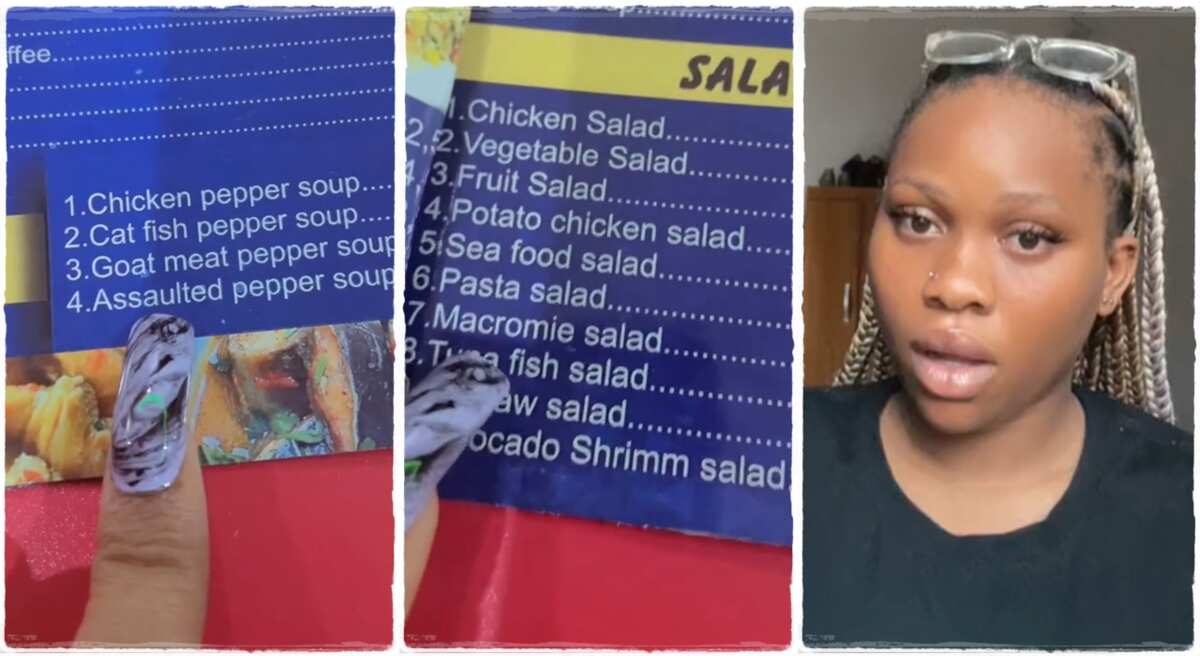 ffee..................................................
1.Chicken pepper soup....
2.Cat fish pepper soup.....
3.Goat meat pepper soup
4.Assaulted pepper soup
SALA
1.Chicken Salad................
2.Vegetable Salad.............
3.Fruit Salad.....................
4.Potato chicken salad.....
5.Sea food salad................
6.Pasta salad.....................
7.Macromie salad..............
8. fish salad................
aw salad...................
ocado Shrimm salad.